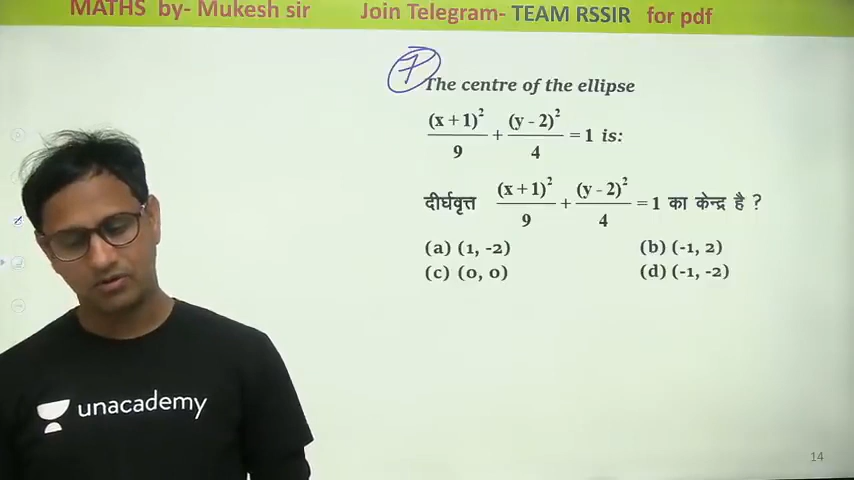 MATHS by- Mukesh sir Join Telegram- TEAM RSSIR for pdf
7 The centre of the ellipse
(x + 1)²/9 + (y - 2)²/4 = 1 is:
दीर्घवृत्त (x + 1)²/9 + (y - 2)²/4 = 1 का केन्द्र है ?
(a) (1, -2) (b) (-1, 2)
(c) (0, 0) (d) (-1, -2)
unacademy
14